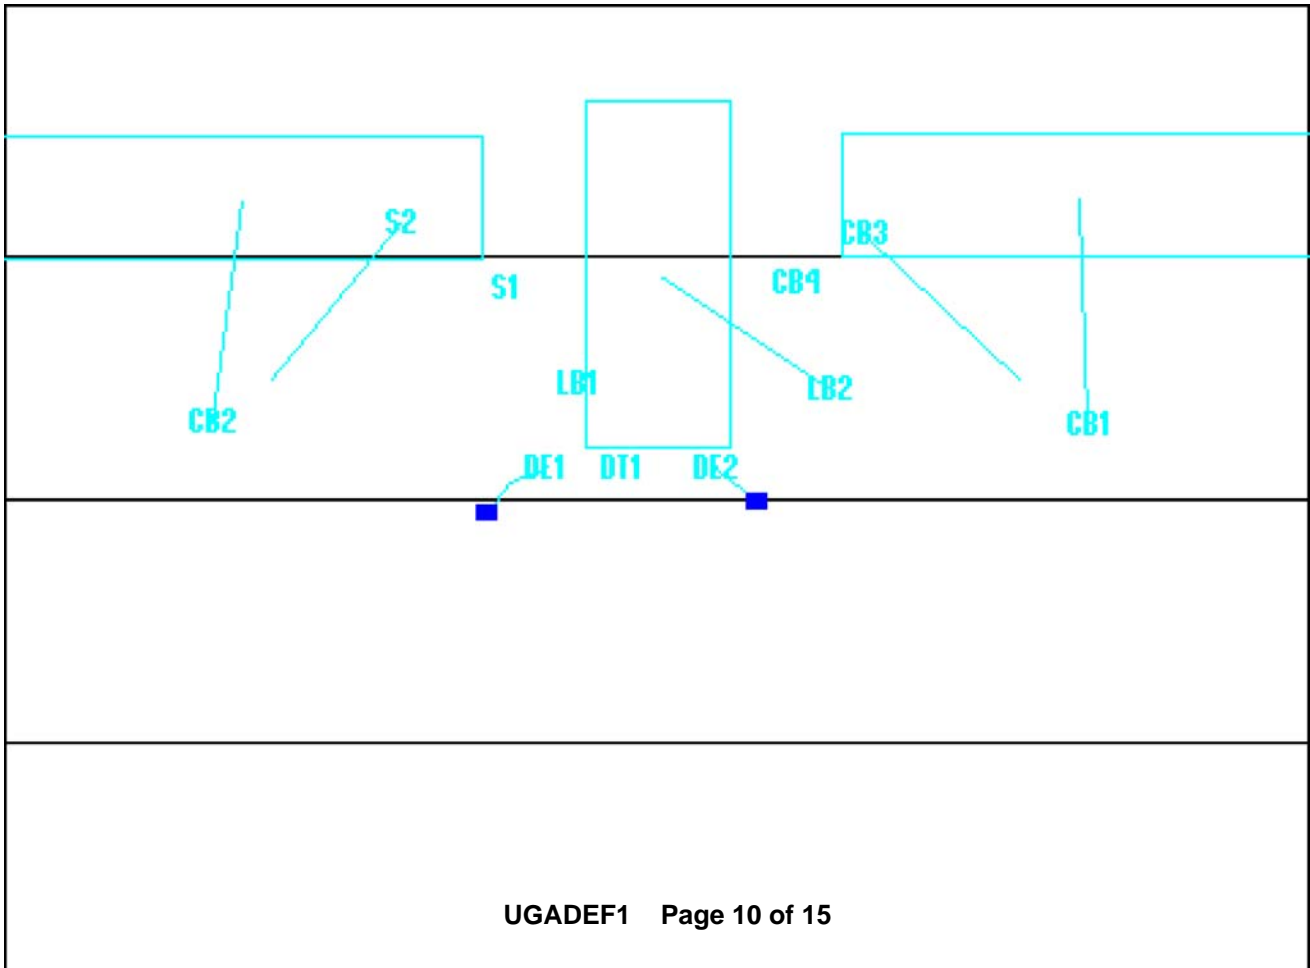 S2
CB3
S1
CB4
LB1
LB2
CB2
CB1
DE1 DT1 DE2
UGADEF1 Page 10 of 15